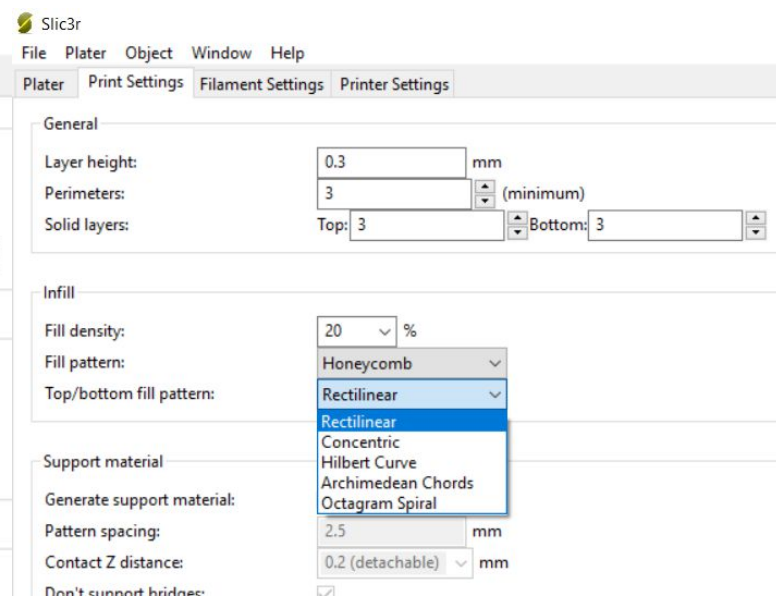 Slic3r
File Plater Object Window Help
Plater Print Settings Filament Settings Printer Settings
General
Layer height: 0.3 mm
Perimeters: 3 (minimum)
Solid layers: Top: 3 Bottom: 3
Infill
Fill density: 20 %
Fill pattern: Honeycomb
Top/bottom fill pattern: Rectilinear
Rectilinear
Concentric
Hilbert Curve
Archimedean Chords
Octagram Spiral
Support material
Generate support material:
Pattern spacing: 2.5 mm
Contact Z distance: 0.2 (detachable) mm
Don't support bridges: